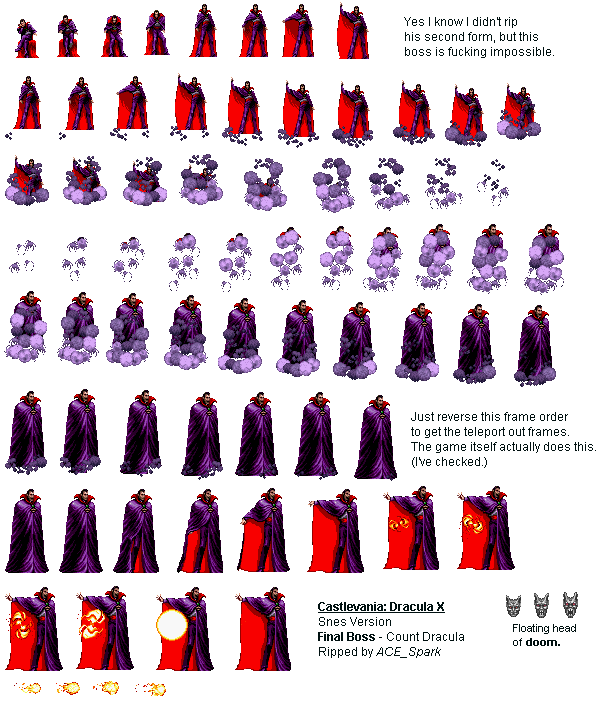 Yes I know I didn't rip
his second form, but this
boss is fucking impossible.
Just reverse this frame order
to get the teleport out frames.
The game itself actually does this.
(I've checked.)
Castlevania: Dracula X
Snes Version
Final Boss - Count Dracula
Ripped by ACE_Spark
Floating head
of doom.